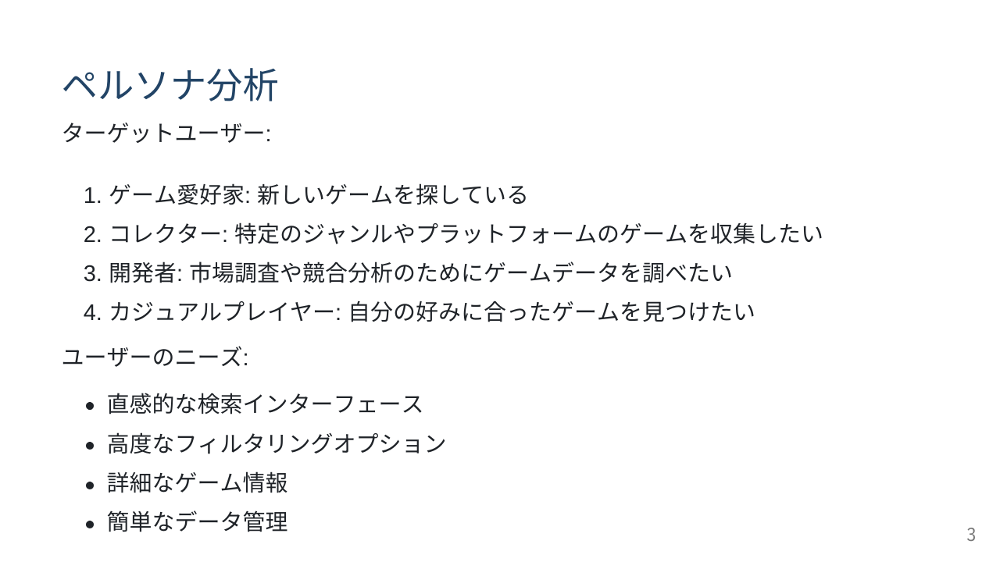 ペルソナ分析
ターゲットユーザー:
1. ゲーム愛好家: 新しいゲームを探している
2. コレクター: 特定のジャンルやプラットフォームのゲームを収集したい
3. 開発者: 市場調査や競合分析のためにゲームデータを調べたい
4. カジュアルプレイヤー: 自分の好みに合ったゲームを見つけたい
ユーザーのニーズ:
• 直感的な検索インターフェース
• 高度なフィルタリングオプション
• 詳細なゲーム情報
• 簡単なデータ管理
3